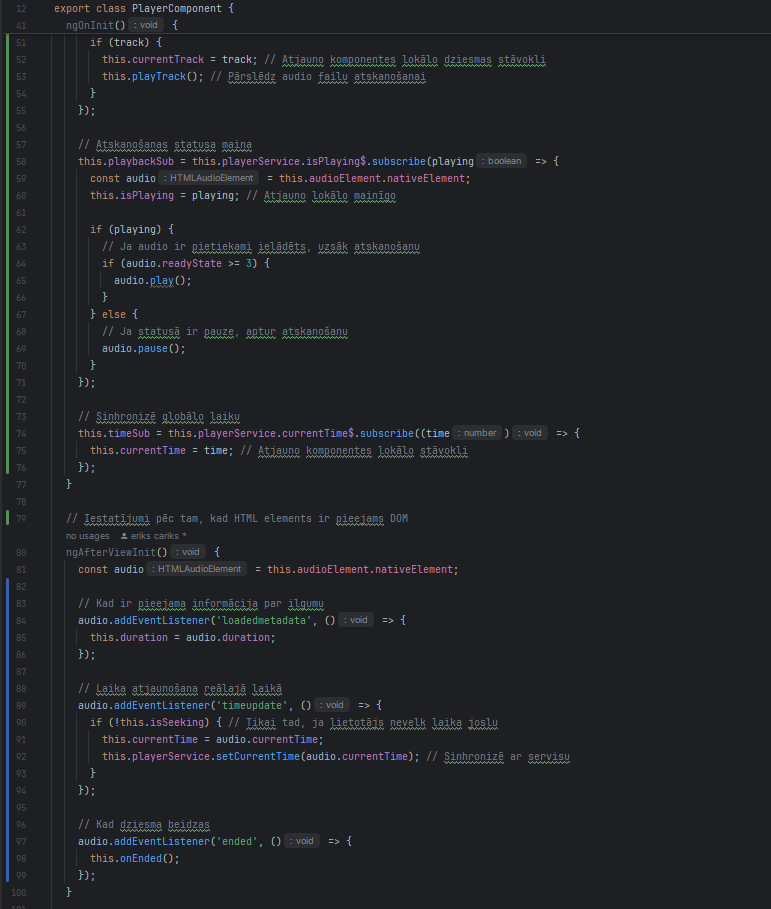 12 export class PlayerComponent {
41 ngOnInit() : void {
51 if (track) {
52 this.currentTrack = track; // Atjauno komponentes lokālo dziesmas stāvokli
53 this.playTrack(); // Pārslēdz audio failu atskaņošanai
54 }
55 });
56
57 // Atskaņošanas statusa maiņa
58 this.playbackSub = this.playerService.isPlaying$.subscribe(playing : boolean => {
59 const audio : HTMLAudioElement = this.audioElement.nativeElement;
60 this.isPlaying = playing; // Atjauno lokālo mainīgo
61
62 if (playing) {
63 // Ja audio ir pietiekami ielādēts, uzsāk atskaņošanu
64 if (audio.readyState >= 3) {
65 audio.play();
66 }
67 } else {
68 // Ja statusā ir pauze, aptur atskaņošanu
69 audio.pause();
70 }
71 });
72
73 // Sinhronizē globālo laiku
74 this.timeSub = this.playerService.currentTime$.subscribe((time : number ) : void => {
75 this.currentTime = time; // Atjauno komponentes lokālo stāvokli
76 });
77 }
78
79 // Iestatījumi pēc tam, kad HTML elements ir pieejams DOM
no usages eriks cariks *
80 ngAfterViewInit() : void {
81 const audio : HTMLAudioElement = this.audioElement.nativeElement;
82
83 // Kad ir pieejama informācija par ilgumu
84 audio.addEventListener('loadedmetadata', () : void => {
85 this.duration = audio.duration;
86 });
87
88 // Laika atjaunošana reālajā laikā
89 audio.addEventListener('timeupdate', () : void => {
90 if (!this.isSeeking) { // Tikai tad, ja lietotājs nevelk laika joslu
91 this.currentTime = audio.currentTime;
92 this.playerService.setCurrentTime(audio.currentTime); // Sinhronizē ar servisu
93 }
94 });
95
96 // Kad dziesma beidzas
97 audio.addEventListener('ended', () : void => {
98 this.onEnded();
99 });
100 }